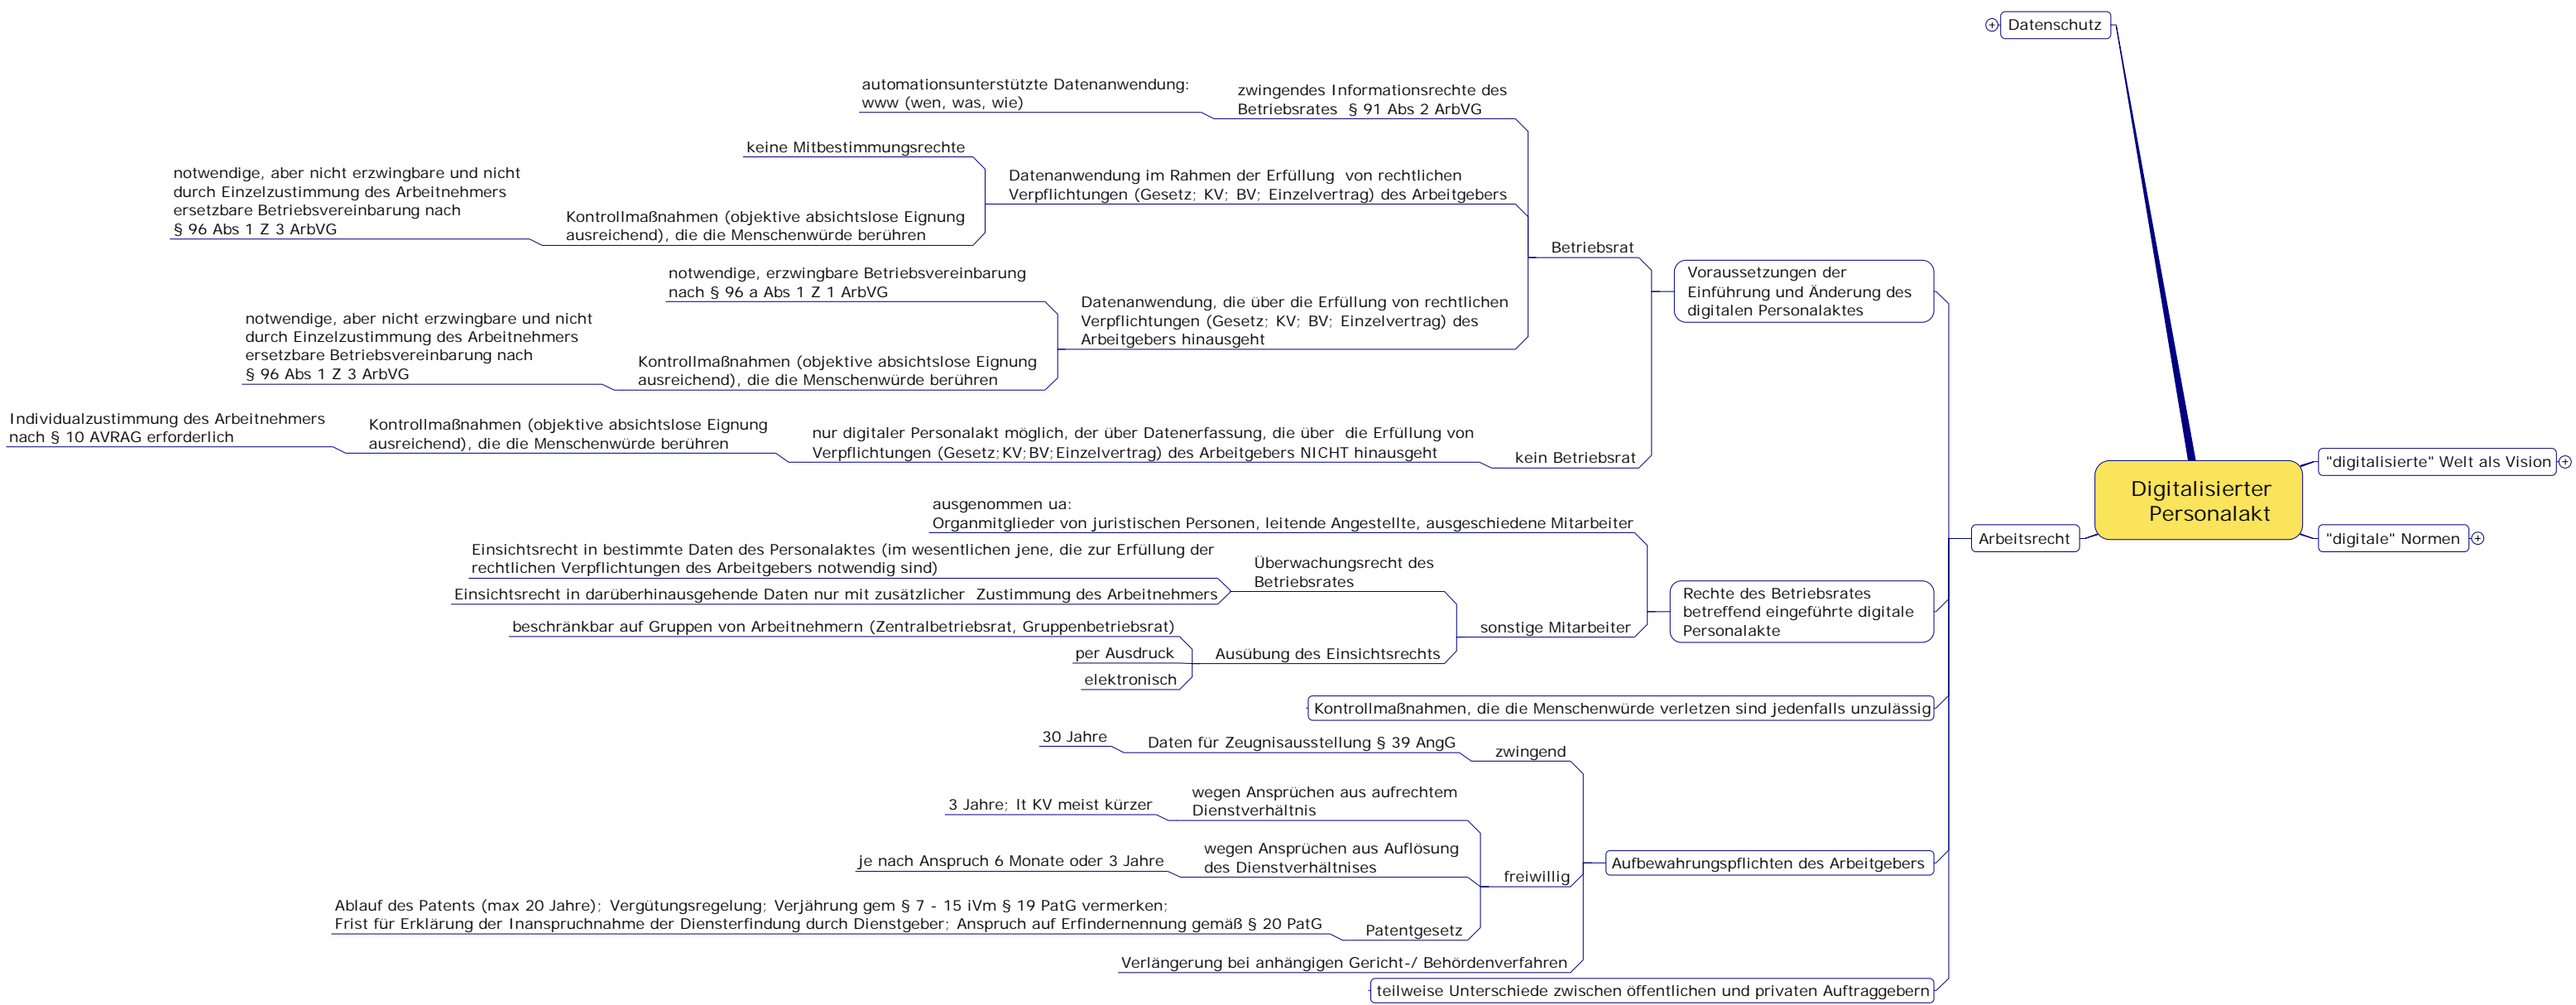 Digitalisierter
Personalakt
Datenschutz
"digitalisierte" Welt als Vision
"digitale" Normen
Arbeitsrecht
Voraussetzungen der
Einführung und Änderung des
digitalen Personalaktes
Betriebsrat
zwingendes Informationsrechte des
Betriebsrates § 91 Abs 2 ArbVG
automationsunterstützte Datenanwendung:
www (wen, was, wie)
Datenanwendung im Rahmen der Erfüllung von rechtlichen
Verpflichtungen (Gesetz; KV; BV; Einzelvertrag) des Arbeitgebers
keine Mitbestimmungsrechte
Kontrollmaßnahmen (objektive absichtslose Eignung
ausreichend), die die Menschenwürde berühren
notwendige, aber nicht erzwingbare und nicht
durch Einzelzustimmung des Arbeitnehmers
ersetzbare Betriebsvereinbarung nach
§ 96 Abs 1 Z 3 ArbVG
Datenanwendung, die über die Erfüllung von rechtlichen
Verpflichtungen (Gesetz; KV; BV; Einzelvertrag) des
Arbeitgebers hinausgeht
notwendige, erzwingbare Betriebsvereinbarung
nach § 96 a Abs 1 Z 1 ArbVG
Kontrollmaßnahmen (objektive absichtslose Eignung
ausreichend), die die Menschenwürde berühren
notwendige, aber nicht erzwingbare und nicht
durch Einzelzustimmung des Arbeitnehmers
ersetzbare Betriebsvereinbarung nach
§ 96 Abs 1 Z 3 ArbVG
kein Betriebsrat
nur digitaler Personalakt möglich, der über Datenerfassung, die über die Erfüllung von
Verpflichtungen (Gesetz;KV;BV;Einzelvertrag) des Arbeitgebers NICHT hinausgeht
Kontrollmaßnahmen (objektive absichtslose Eignung
ausreichend), die die Menschenwürde berühren
Individualzustimmung des Arbeitnehmers
nach § 10 AVRAG erforderlich
Rechte des Betriebsrates
betreffend eingeführte digitale
Personalakte
ausgenommen ua:
Organmitglieder von juristischen Personen, leitende Angestellte, ausgeschiedene Mitarbeiter
sonstige Mitarbeiter
Überwachungsrecht des
Betriebsrates
Einsichtsrecht in bestimmte Daten des Personalaktes (im wesentlichen jene, die zur Erfüllung der
rechtlichen Verpflichtungen des Arbeitgebers notwendig sind)
Einsichtsrecht in darüberhinausgehende Daten nur mit zusätzlicher Zustimmung des Arbeitnehmers
Ausübung des Einsichtsrechts
beschränkbar auf Gruppen von Arbeitnehmern (Zentralbetriebsrat, Gruppenbetriebsrat)
per Ausdruck
elektronisch
Kontrollmaßnahmen, die die Menschenwürde verletzen sind jedenfalls unzulässig
Aufbewahrungspflichten des Arbeitgebers
zwingend
Daten für Zeugnisausstellung § 39 AngG
30 Jahre
freiwillig
wegen Ansprüchen aus aufrechtem
Dienstverhältnis
3 Jahre; lt KV meist kürzer
wegen Ansprüchen aus Auflösung
des Dienstverhältnises
je nach Anspruch 6 Monate oder 3 Jahre
Patentgesetz
Ablauf des Patents (max 20 Jahre); Vergütungsregelung; Verjährung gem § 7 - 15 iVm § 19 PatG vermerken;
Frist für Erklärung der Inanspruchnahme der Diensterfindung durch Dienstgeber; Anspruch auf Erfindernennung gemäß § 20 PatG
Verlängerung bei anhängigen Gericht-/ Behördenverfahren
teilweise Unterschiede zwischen öffentlichen und privaten Auftraggebern